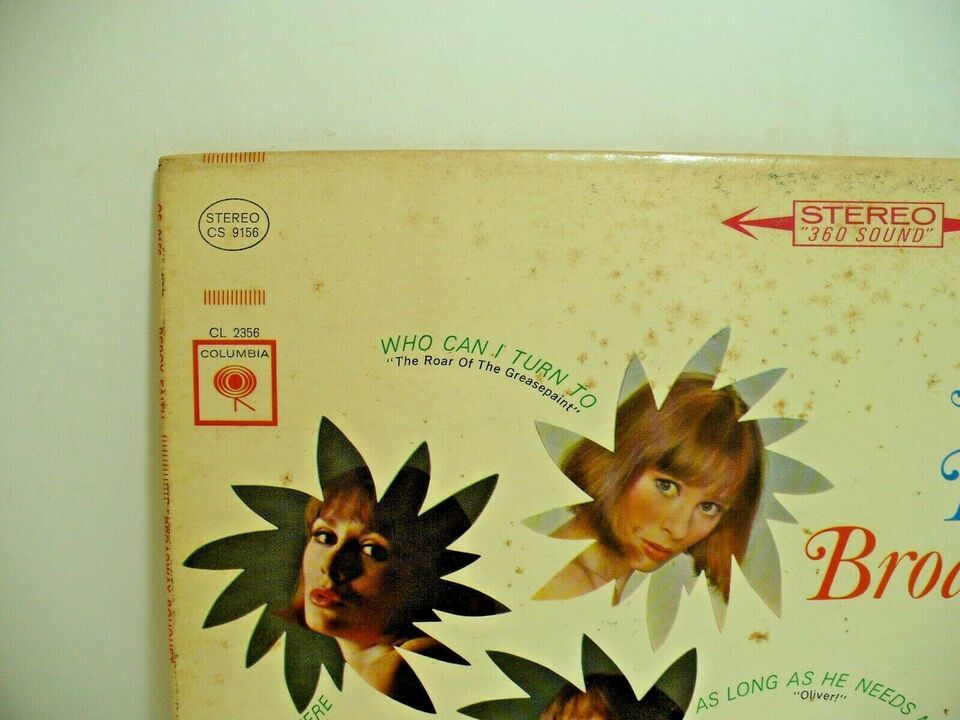 STEREO
CS 9156
STEREO
"360 SOUND"
CL 2356
COLUMBIA
WHO CAN I TURN TO
"The Roar Of The Greasepaint"
Broa
AS LONG AS HE NEEDS
"Oliver!"
ERE